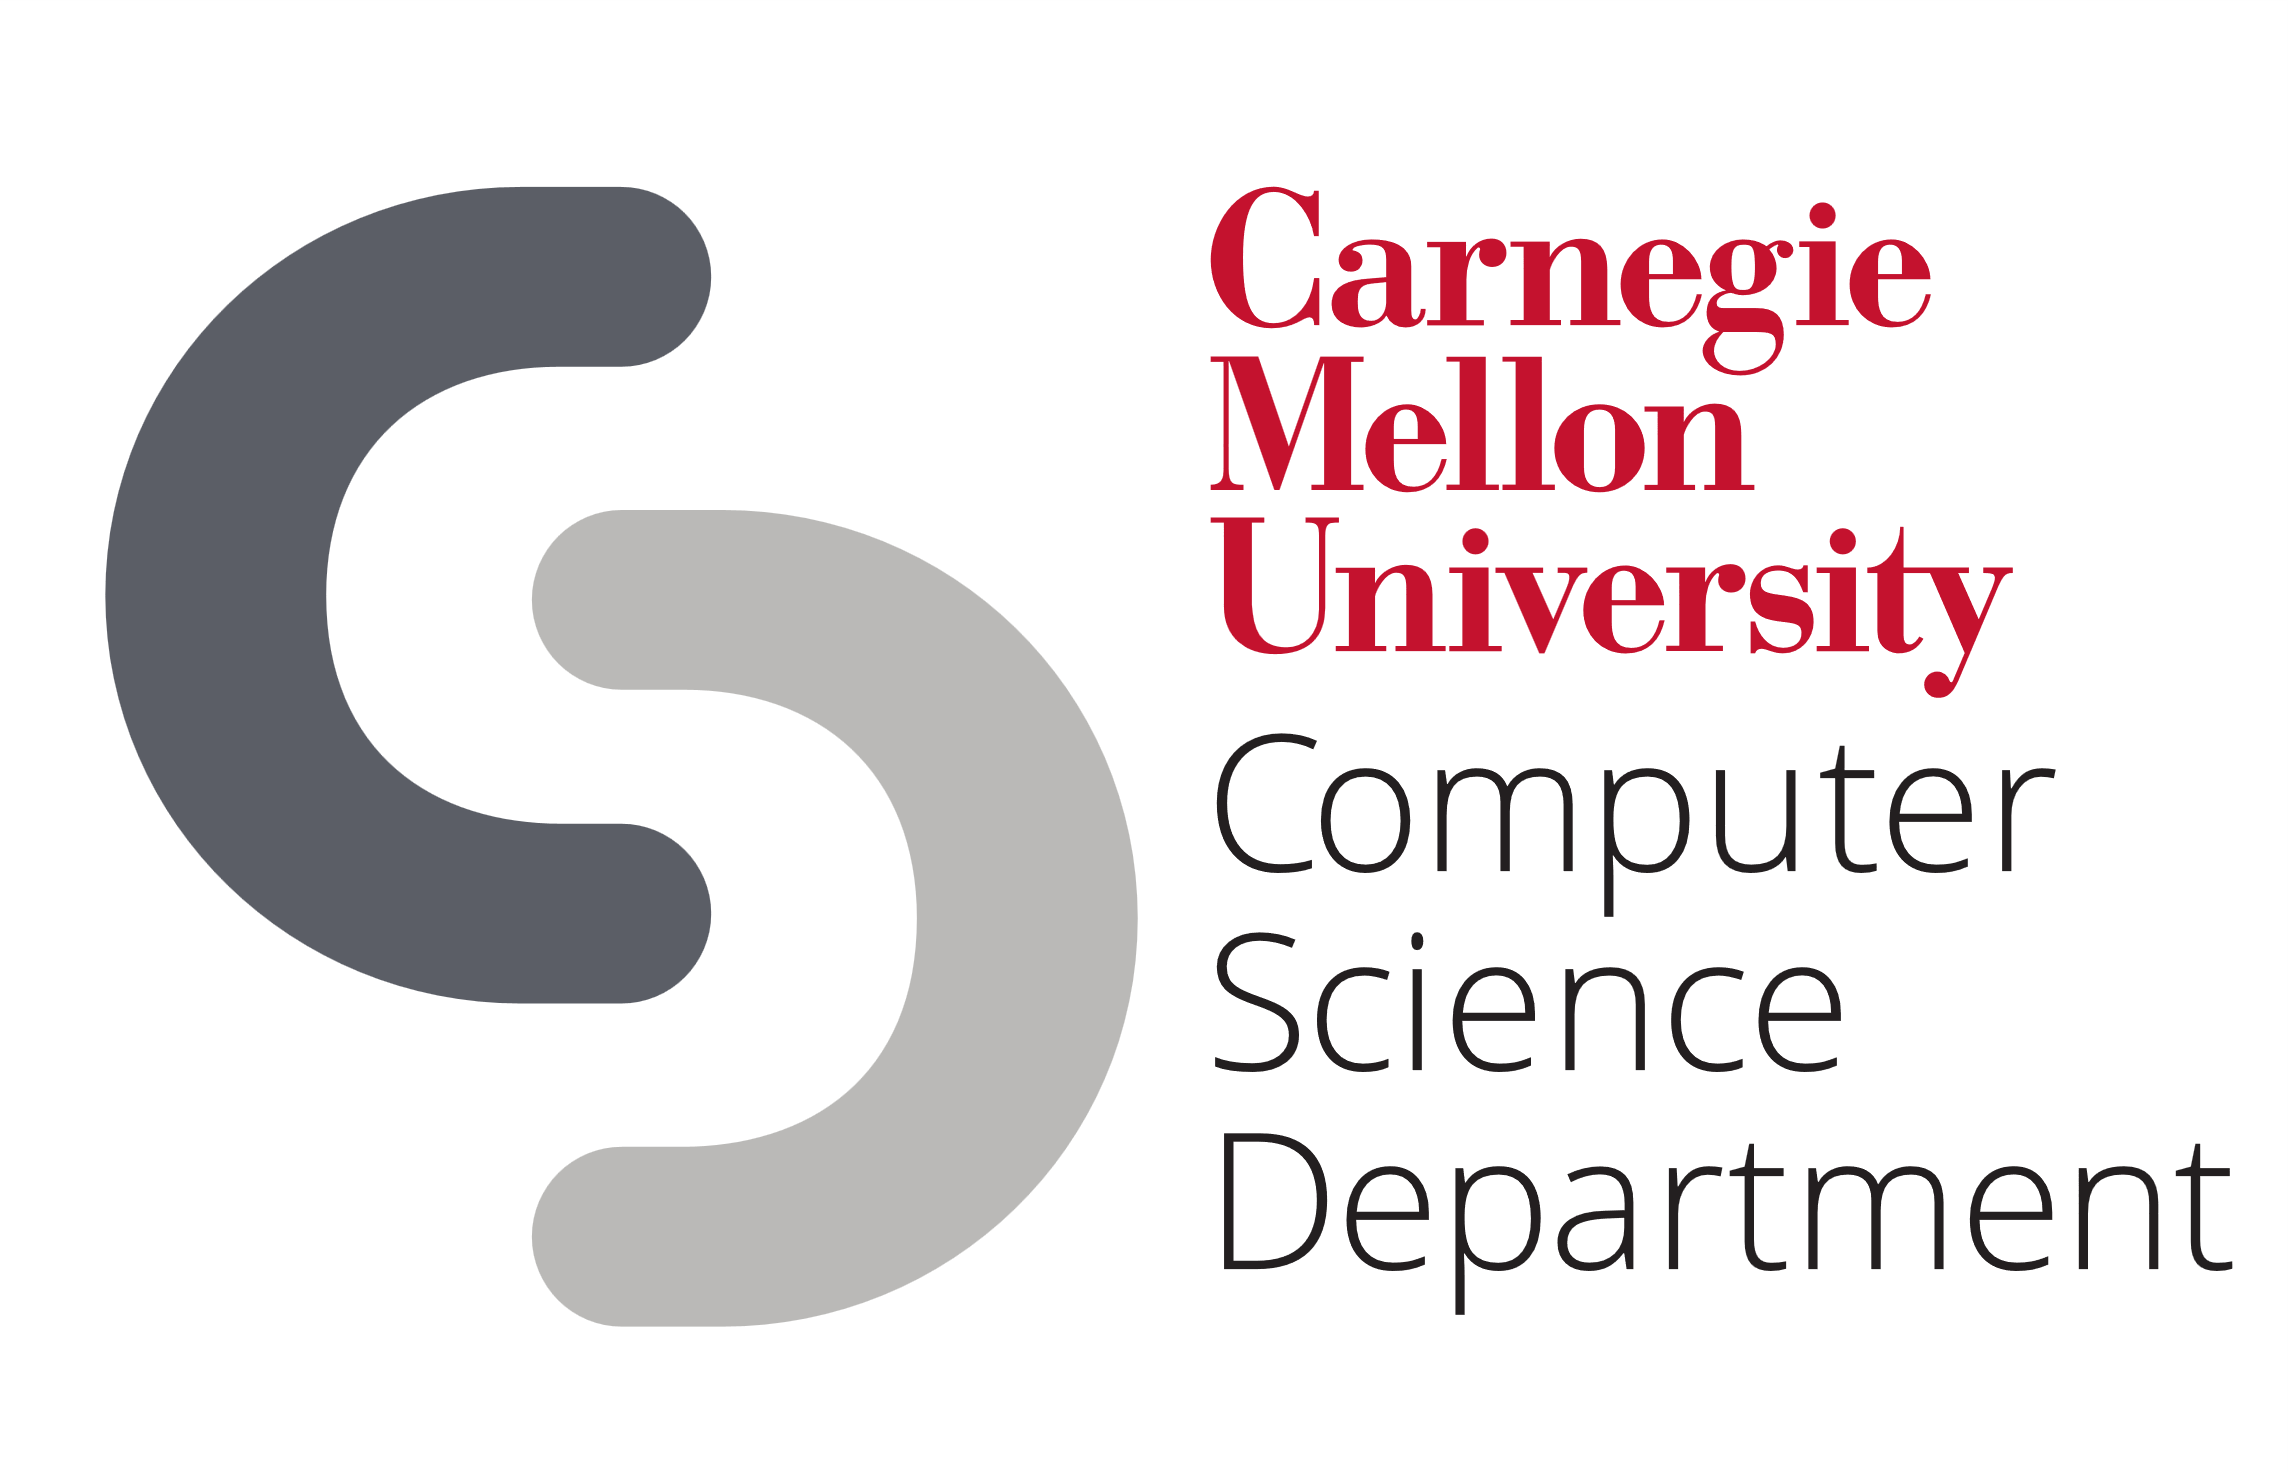 Carnegie
Mellon
University
Computer
Science
Department